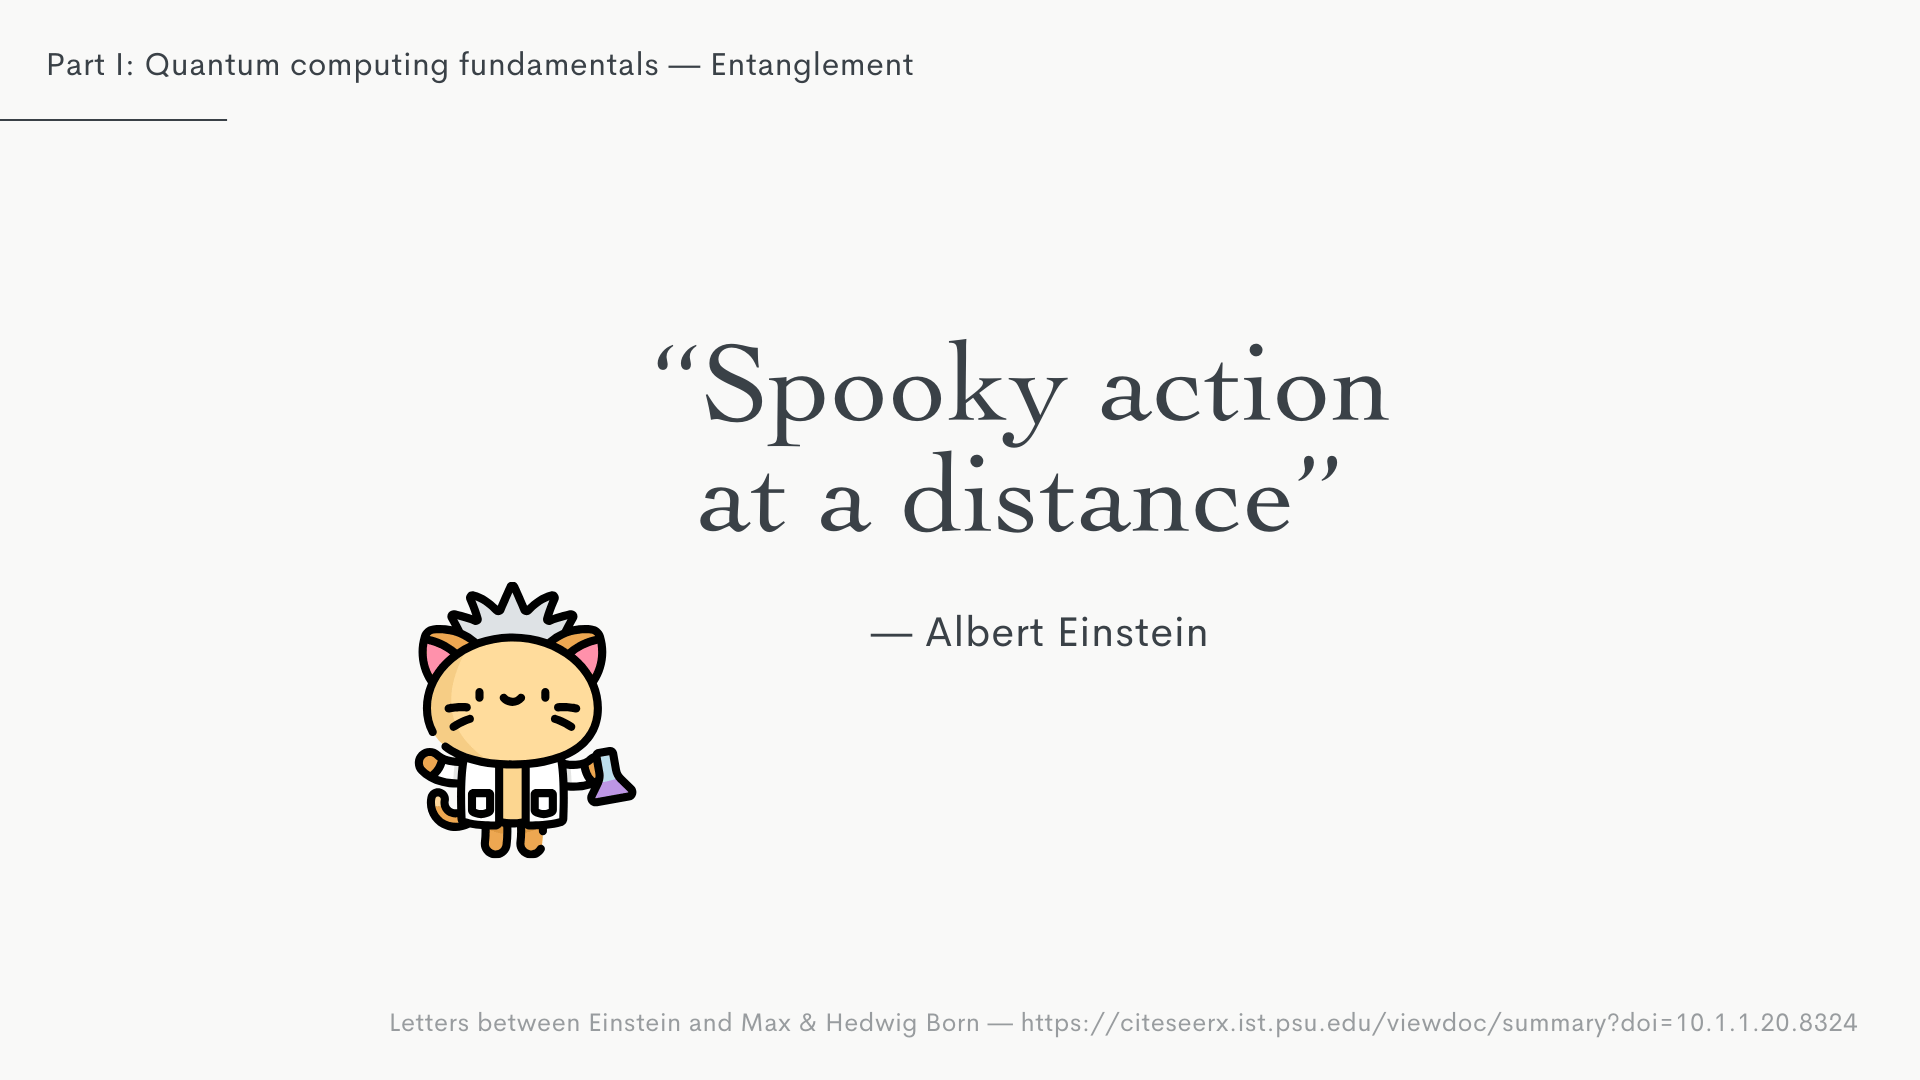 Part I: Quantum computing fundamentals — Entanglement
“Spooky action
at a distance”
— Albert Einstein
Letters between Einstein and Max & Hedwig Born — https://citeseerx.ist.psu.edu/viewdoc/summary?doi=10.1.1.20.8324